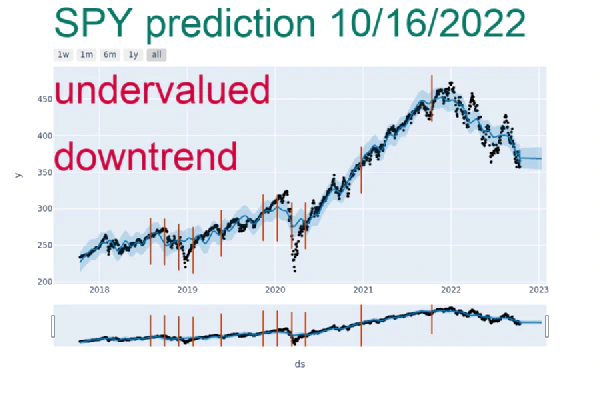 SPY prediction 10/16/2022
1w 1m 6m 1y all
undervalued
downtrend
y
450
400
350
300
250
200
2018 2019 2020 2021 2022 2023
ds